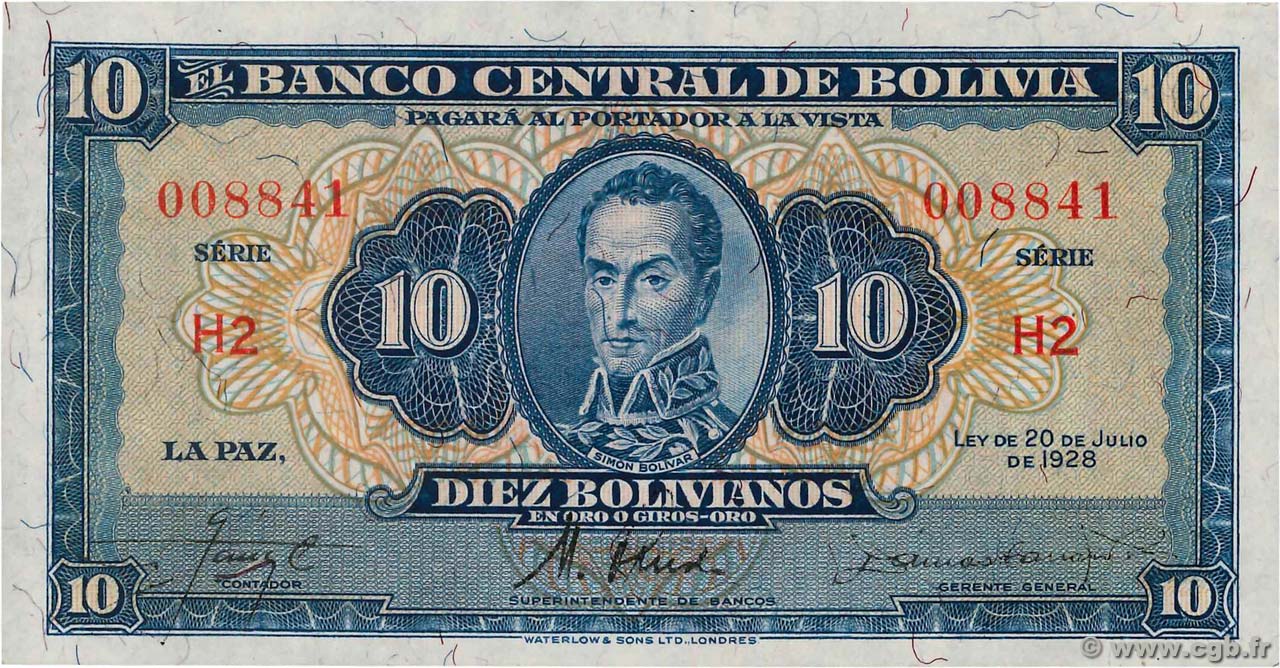 10 EL BANCO CENTRAL DE BOLIVIA 10
PAGARÁ AL PORTADOR A LA VISTA
008841 008841
SÉRIE SÉRIE
H2 10 10 H2
LA PAZ,
LEY DE 20 DE JULIO
DE 1928
SIMON BOLÍVAR
DIEZ BOLIVIANOS
EN ORO O GIROS-ORO
CONTADOR
SUPERINTENDENTE DE BANCOS
GERENTE GENERAL
10 10
WATERLOW & SONS LTD., LONDRES
© www.cgb.fr